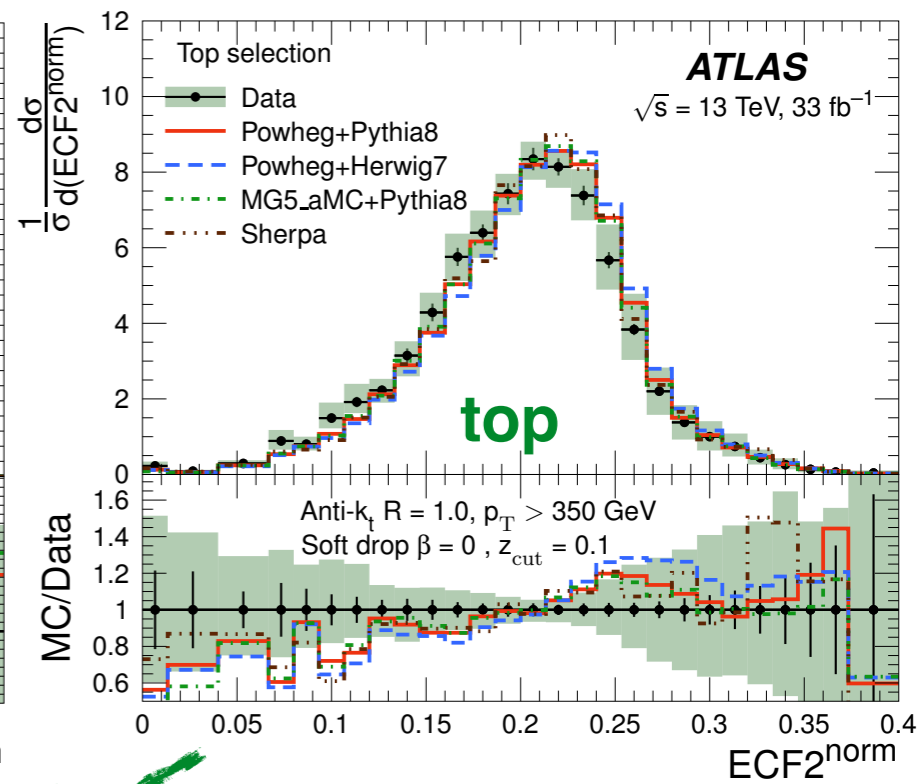 1/σ dσ/d(ECF2^norm)
12
10
8
6
4
2
0
Top selection
Data
Powheg+Pythia8
Powheg+Herwig7
MG5_aMC+Pythia8
Sherpa
ATLAS
√s = 13 TeV, 33 fb⁻¹
top
MC/Data
1.6
1.4
1.2
1
0.8
0.6
Anti-k_t R = 1.0, p_T > 350 GeV
Soft drop β = 0 , z_cut = 0.1
0 0.05 0.1 0.15 0.2 0.25 0.3 0.35 0.4
ECF2^norm